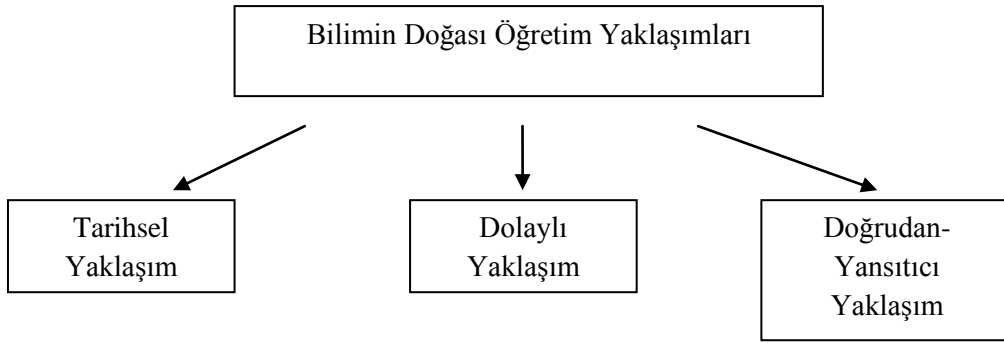 Bilimin Doğası Öğretim Yaklaşımları
Tarihsel
Yaklaşım
Dolaylı
Yaklaşım
Doğrudan-
Yansıtıcı
Yaklaşım